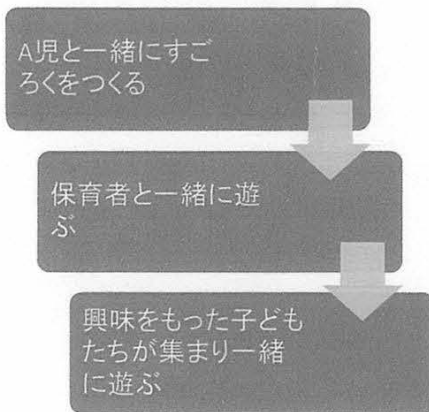 A児と一緒にすご
ろくをつくる
保育者と一緒に遊
ぶ
興味をもった子ども
たちが集まり一緒
に遊ぶ